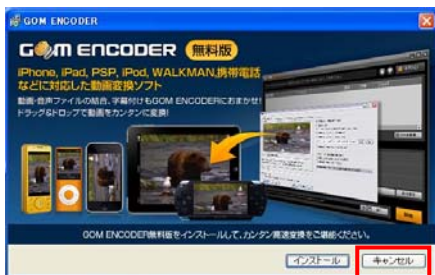 GOM ENCODER
GOM ENCODER 無料版
iPhone, iPad, PSP, iPod, WALKMAN,携帯電話
などに対応した動画変換ソフト
動画・音声ファイルの結合、字幕付けもGOM ENCODERにおまかせ!
ドラッグ&ドロップで動画をカンタンに変換!
GOM ENCODER無料版をインストールして、カンタン高速変換をご堪能ください。
インストール
キャンセル